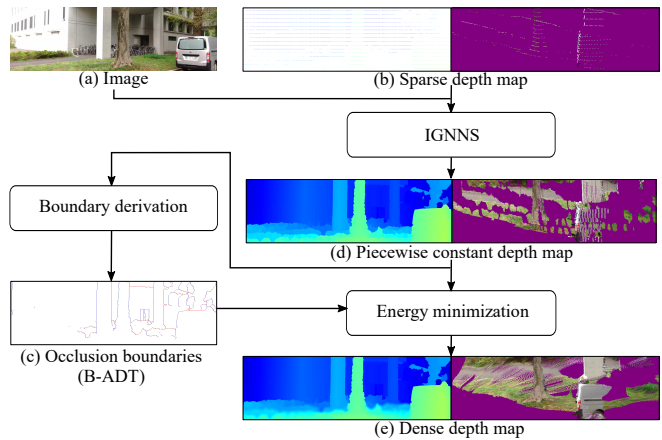 (a) Image
(b) Sparse depth map
IGNNS
Boundary derivation
(d) Piecewise constant depth map
Energy minimization
(c) Occlusion boundaries
(B-ADT)
(e) Dense depth map